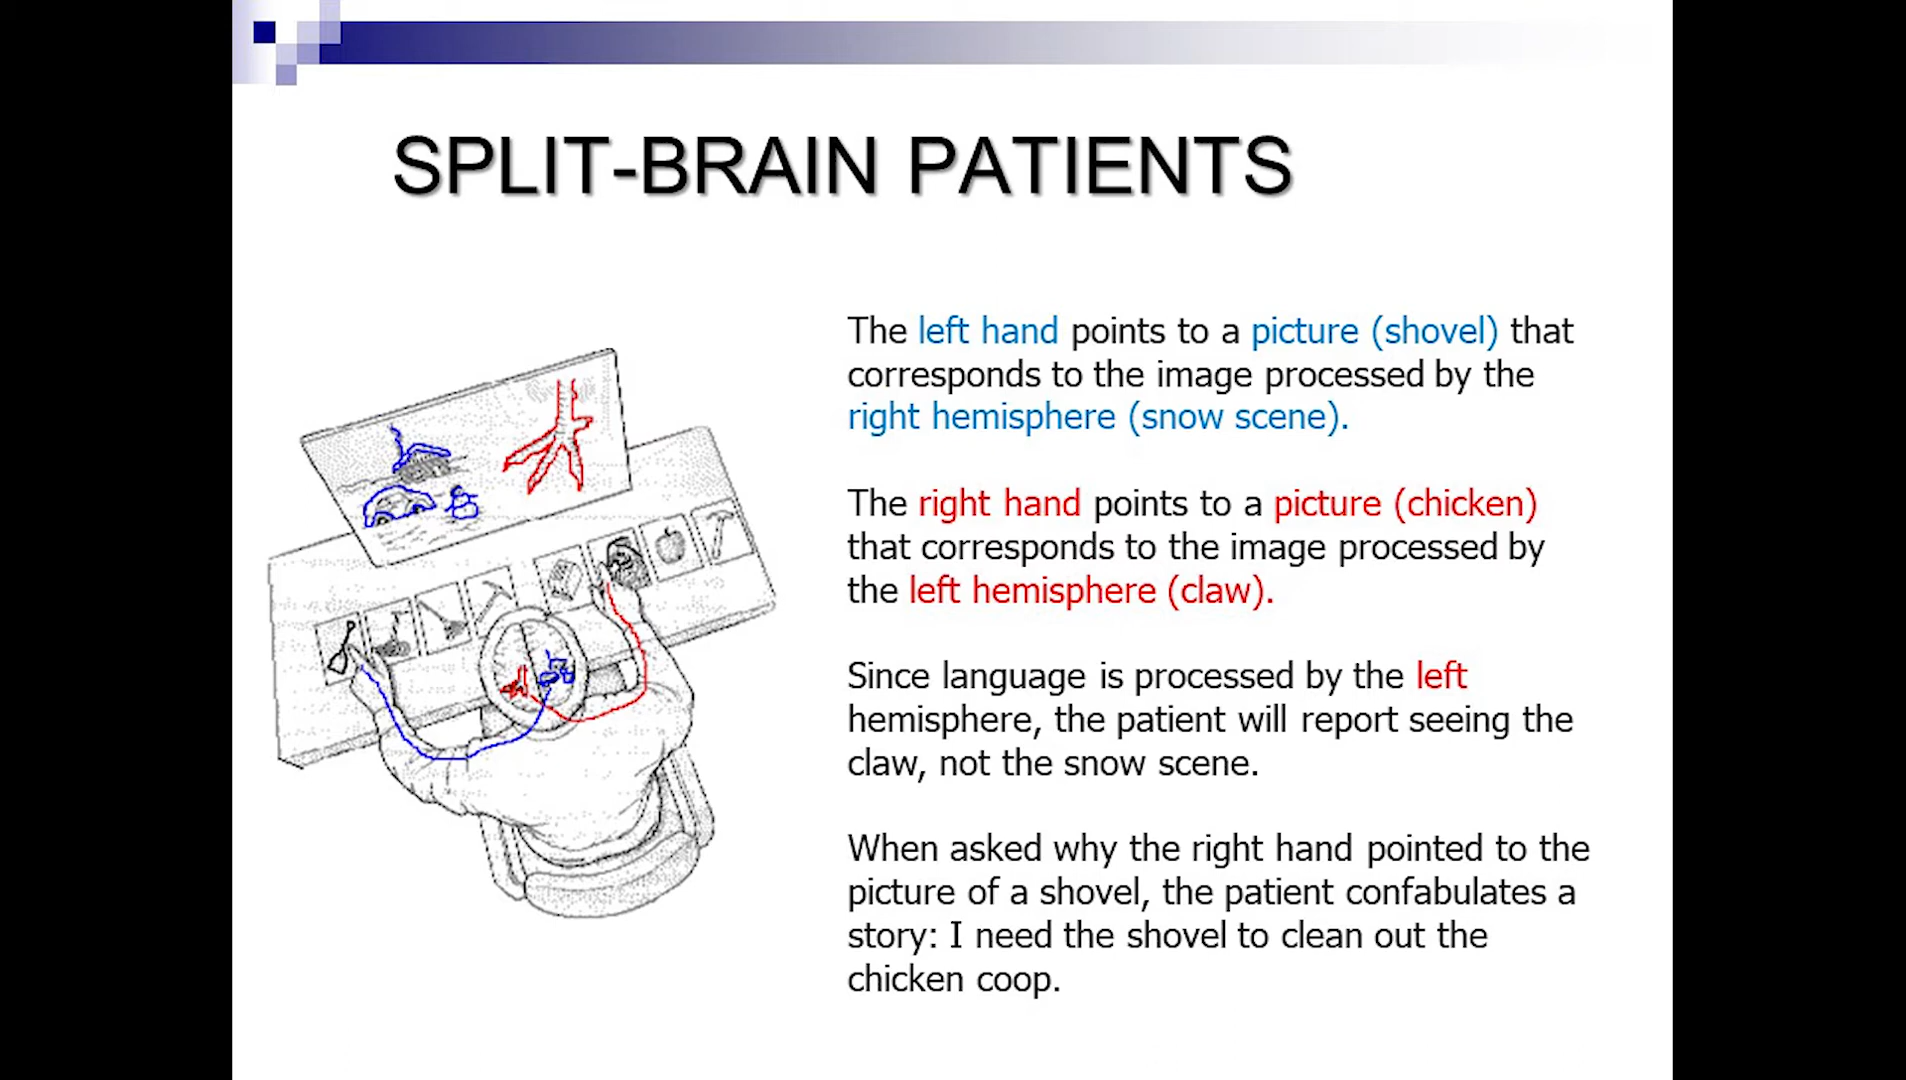 SPLIT-BRAIN PATIENTS
The left hand points to a picture (shovel) that
corresponds to the image processed by the
right hemisphere (snow scene).
The right hand points to a picture (chicken)
that corresponds to the image processed by
the left hemisphere (claw).
Since language is processed by the left
hemisphere, the patient will report seeing the
claw, not the snow scene.
When asked why the right hand pointed to the
picture of a shovel, the patient confabulates a
story: I need the shovel to clean out the
chicken coop.